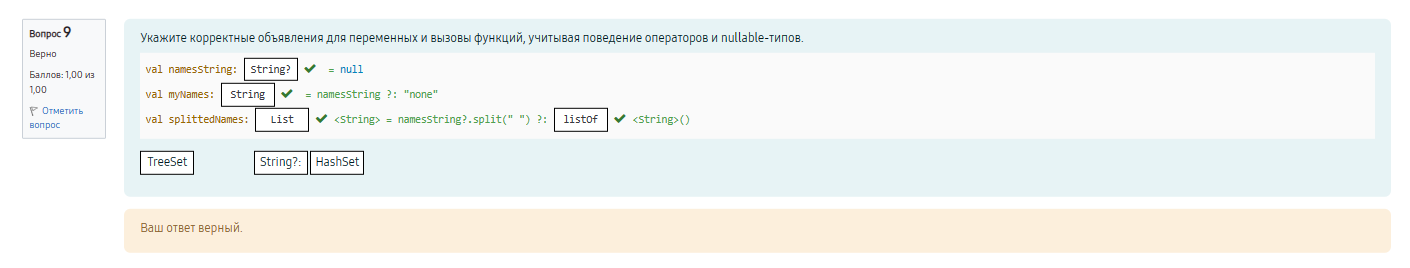 Вопрос 9
Верно
Баллов: 1,00 из
1,00
Отметить
вопрос
Укажите корректные объявления для переменных и вызовы функций, учитывая поведение операторов и nullable-типов.
val namesString: String? = null
val myNames: String = namesString ?: "none"
val splittedNames: List <String> = namesString?.split(" ") ?: listOf <String>()
TreeSet String?: HashSet
Ваш ответ верный.